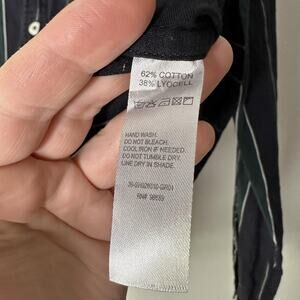 62% COTTON
38% LYOCELL
HAND WASH.
DO NOT BLEACH.
COOL IRON IF NEEDED.
DO NOT TUMBLE DRY.
LINE DRY IN SHADE.